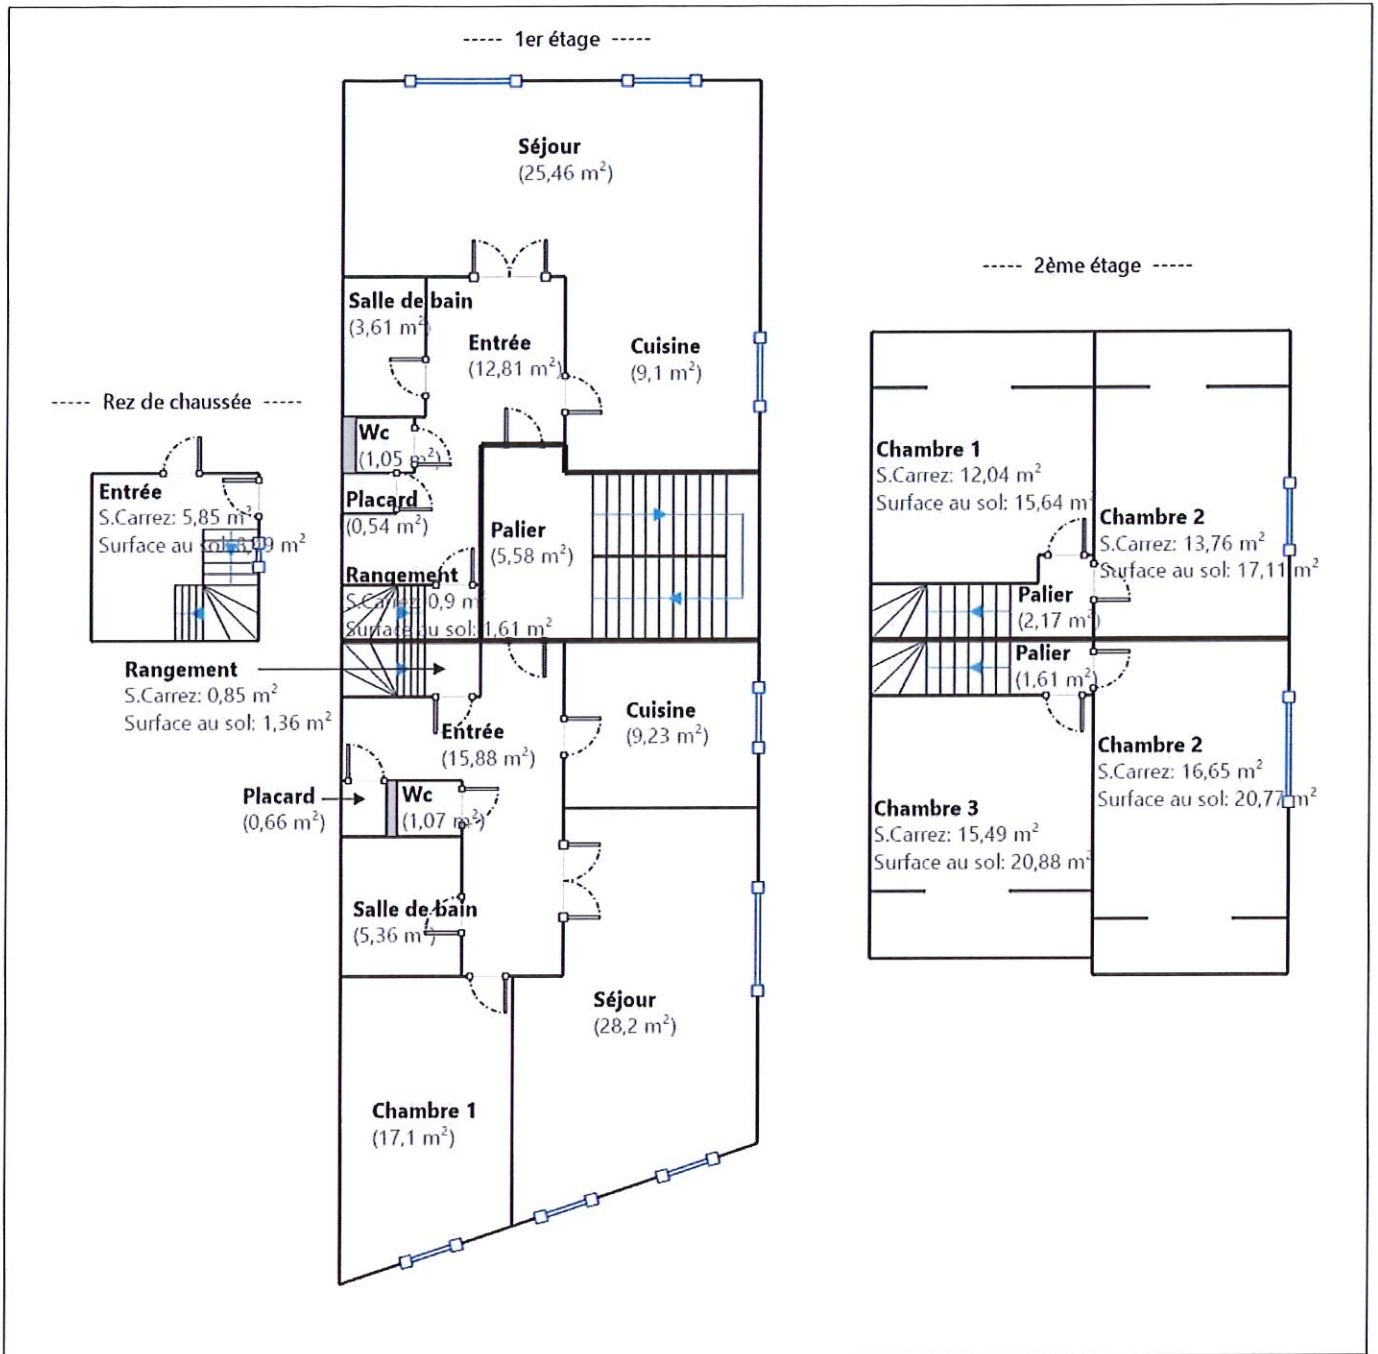 ----- 1er étage -----
Séjour
(25,46 m²)
Salle de bain
(3,61 m²)
Entrée
(12,81 m²)
Cuisine
(9,1 m²)
Wc
(1,05 m²)
Placard
(0,54 m²)
Palier
(5,58 m²)
Rangement
S.Carrez: 0,9 m²
Surface au sol: 1,61 m²
----- Rez de chaussée -----
Entrée
S.Carrez: 5,85 m²
Surface au sol: m²
Rangement
S.Carrez: 0,85 m²
Surface au sol: 1,36 m²
Entrée
(15,88 m²)
Cuisine
(9,23 m²)
Placard
(0,66 m²)
Wc
(1,07 m²)
Salle de bain
(5,36 m²)
Séjour
(28,2 m²)
Chambre 1
(17,1 m²)
----- 2ème étage -----
Chambre 1
S.Carrez: 12,04 m²
Surface au sol: 15,64 m²
Chambre 2
S.Carrez: 13,76 m²
Surface au sol: 17,11 m²
Palier
(2,17 m²)
Palier
(1,61 m²)
Chambre 2
S.Carrez: 16,65 m²
Surface au sol: 20,77 m²
Chambre 3
S.Carrez: 15,49 m²
Surface au sol: 20,88 m²